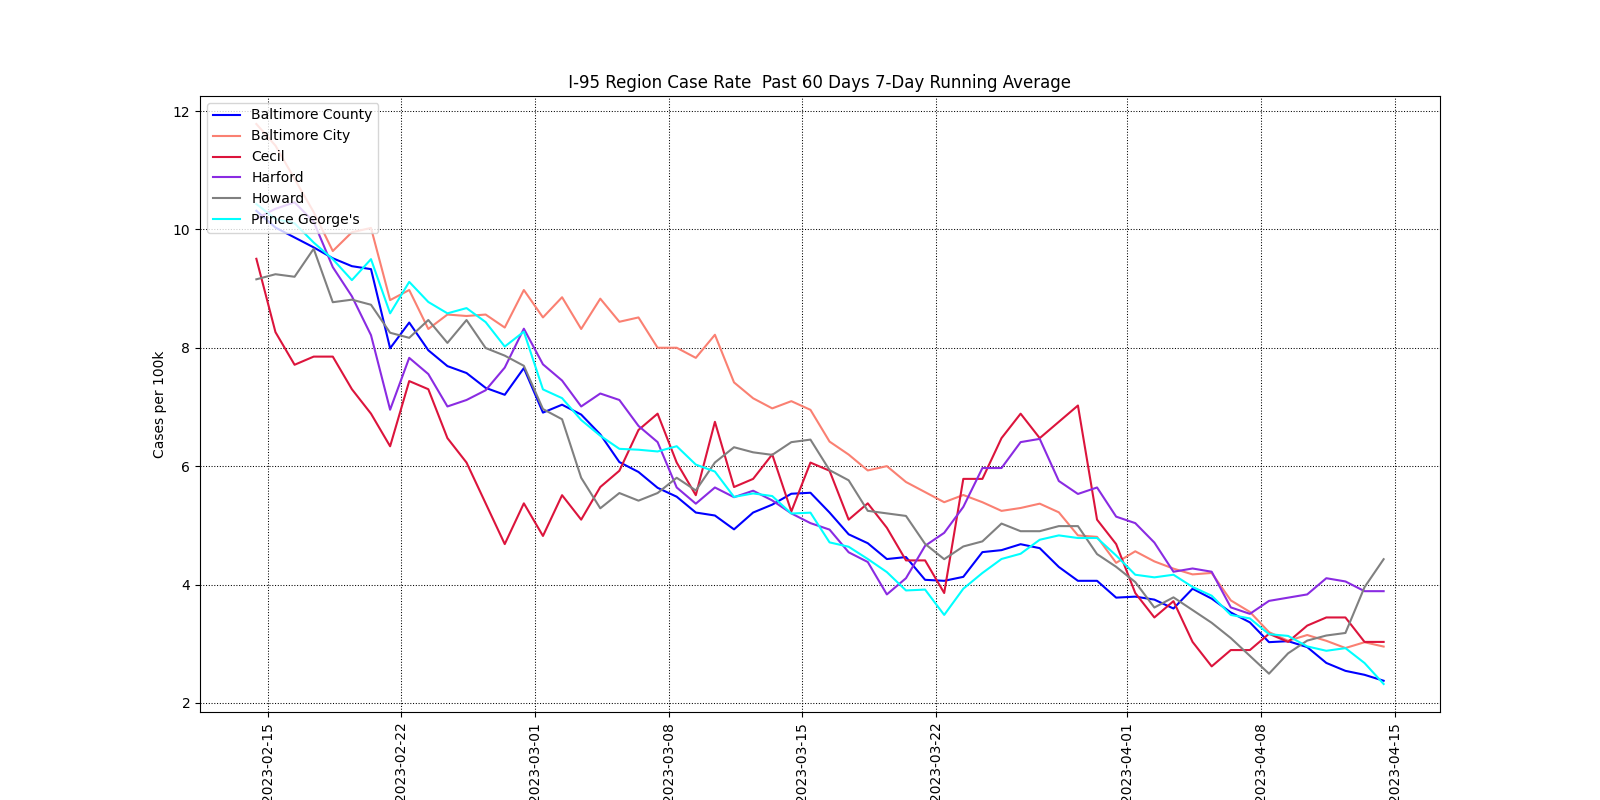 I-95 Region Case Rate  Past 60 Days 7-Day Running Average
Baltimore County
Baltimore City
Cecil
Harford
Howard
Prince George's
Cases per 100k
12
10
8
6
4
2
2023-02-15
2023-02-22
2023-03-01
2023-03-08
2023-03-15
2023-03-22
2023-04-01
2023-04-08
2023-04-15